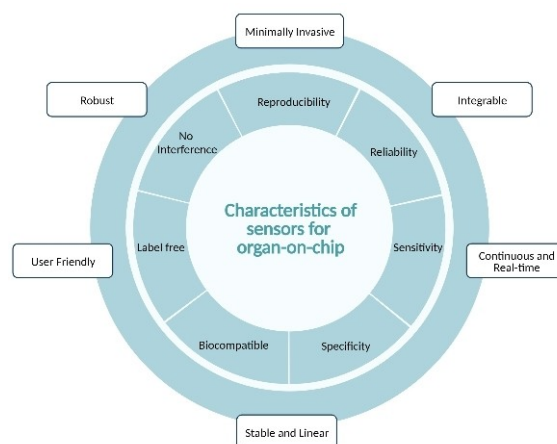 Minimally Invasive
Robust
Integrable
Reproducibility
No
Interference
Reliability
Characteristics of
sensors for
organ-on-chip
User Friendly
Label free
Sensitivity
Continuous and
Real-time
Biocompatible
Specificity
Stable and Linear